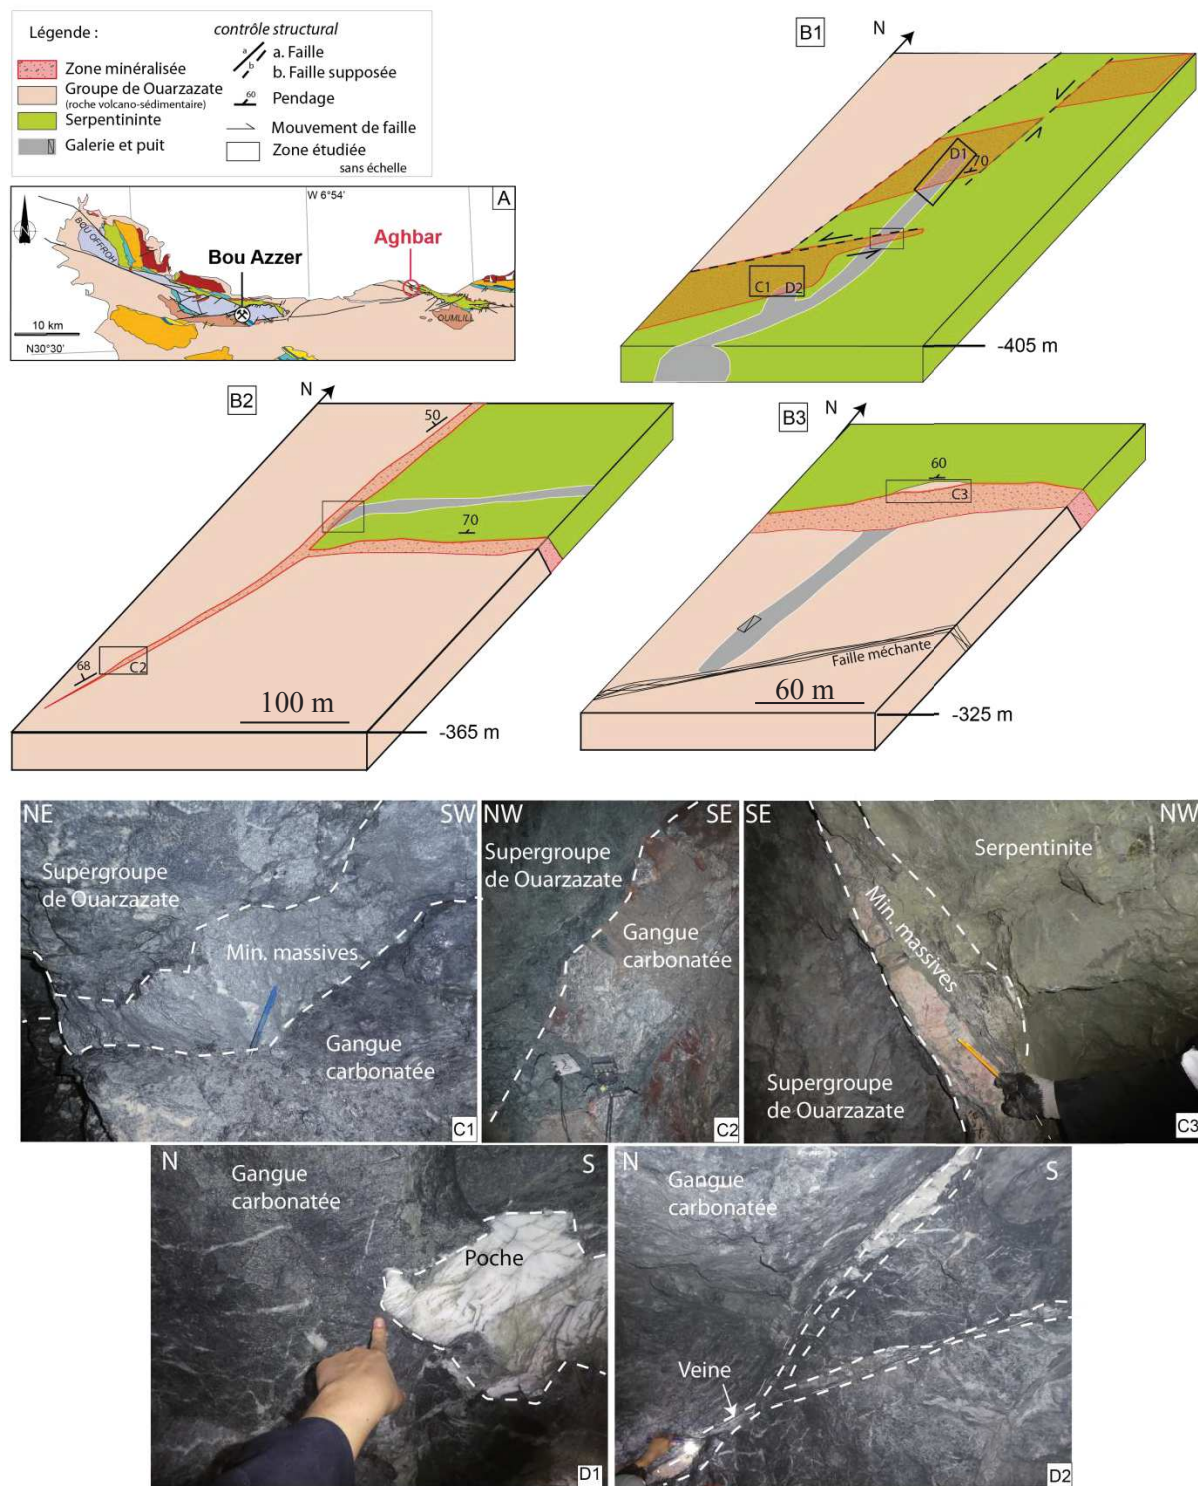 Légende :
contrôle structural
Zone minéralisée
Groupe de Ouarzazate
(roche volcano-sédimentaire)
Serpentininte
Galerie et puit
a
b
a. Faille
b. Faille supposée
60
Pendage
Mouvement de faille
Zone étudiée
sans échelle
W 6°54'
A
N
BOU OFFROH
Bou Azzer
Aghbar
OUMLILL
10 km
N30°30'
B1
N
D1
70
C1
D2
-405 m
B2
N
50
70
68
C2
100 m
-365 m
B3
N
60
C3
Faille méchante
60 m
-325 m
NE
SW
Supergroupe
de Ouarzazate
Min. massives
Gangue
carbonatée
C1
NW
SE
Supergroupe
de Ouarzazate
Gangue
carbonatée
C2
SE
NW
Serpentinite
Min. massives
Supergroupe
de Ouarzazate
C3
N
S
Gangue
carbonatée
Poche
D1
N
S
Gangue
carbonatée
Veine
D2